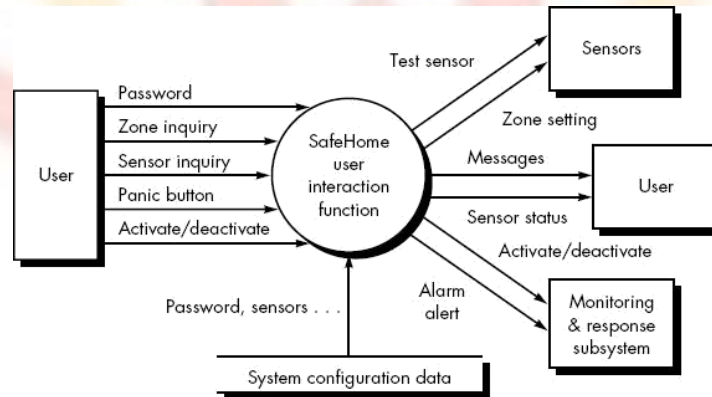 Password
Zone inquiry
Sensor inquiry
Panic button
Activate/deactivate
User
SafeHome
user
interaction
function
Test sensor
Sensors
Zone setting
Messages
User
Sensor status
Activate/deactivate
Alarm
alert
Monitoring
& response
subsystem
Password, sensors . . .
System configuration data